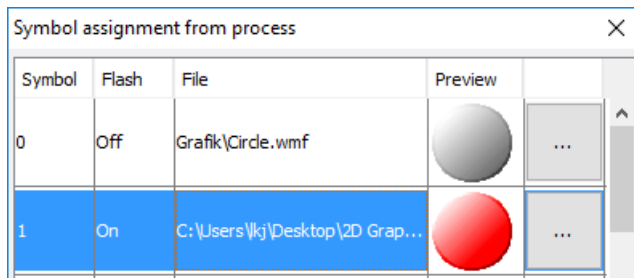 Symbol assignment from process
Symbol Flash File Preview
0 Off Grafik\Circle.wmf ...
1 On C:\Users\lkj\Desktop\2D Grap... ...